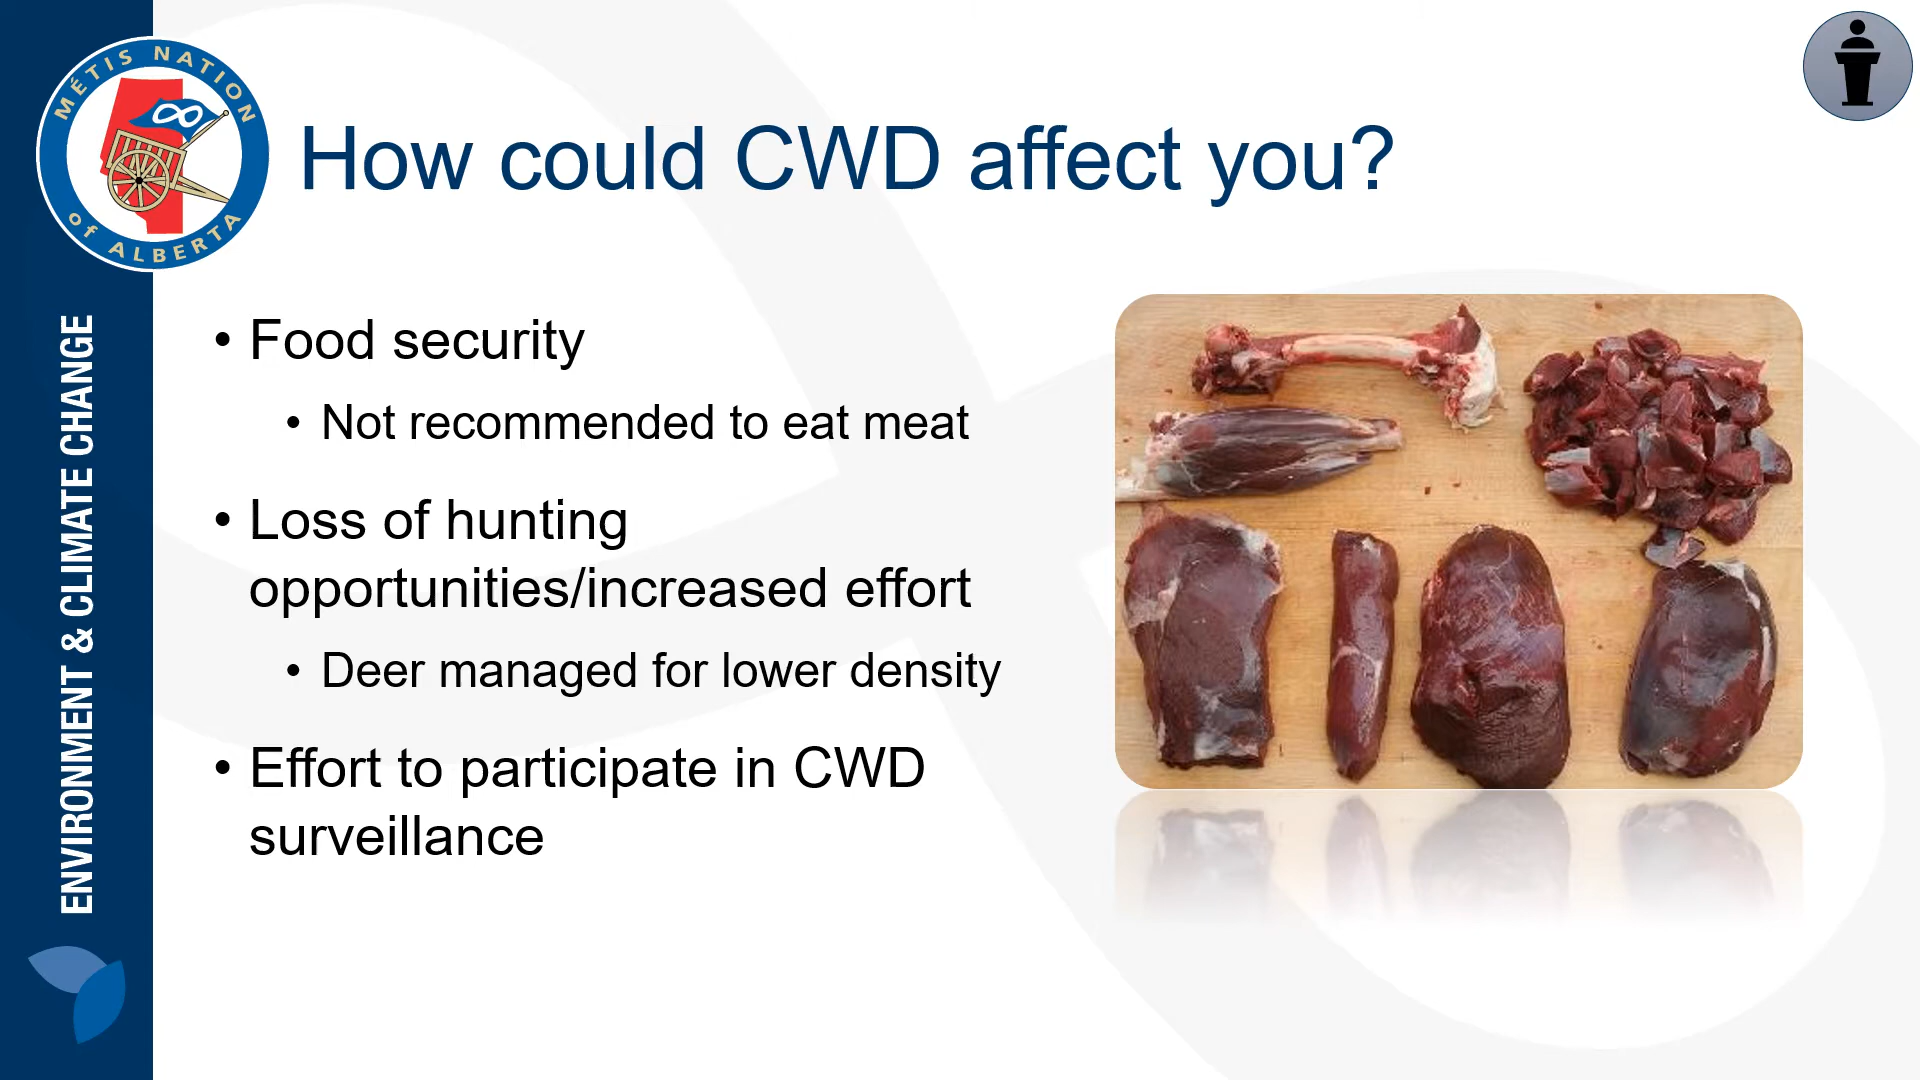 MÉTIS NATION
of ALBERTA
How could CWD affect you?
ENVIRONMENT & CLIMATE CHANGE
• Food security
• Not recommended to eat meat
• Loss of hunting
opportunities/increased effort
• Deer managed for lower density
• Effort to participate in CWD
surveillance